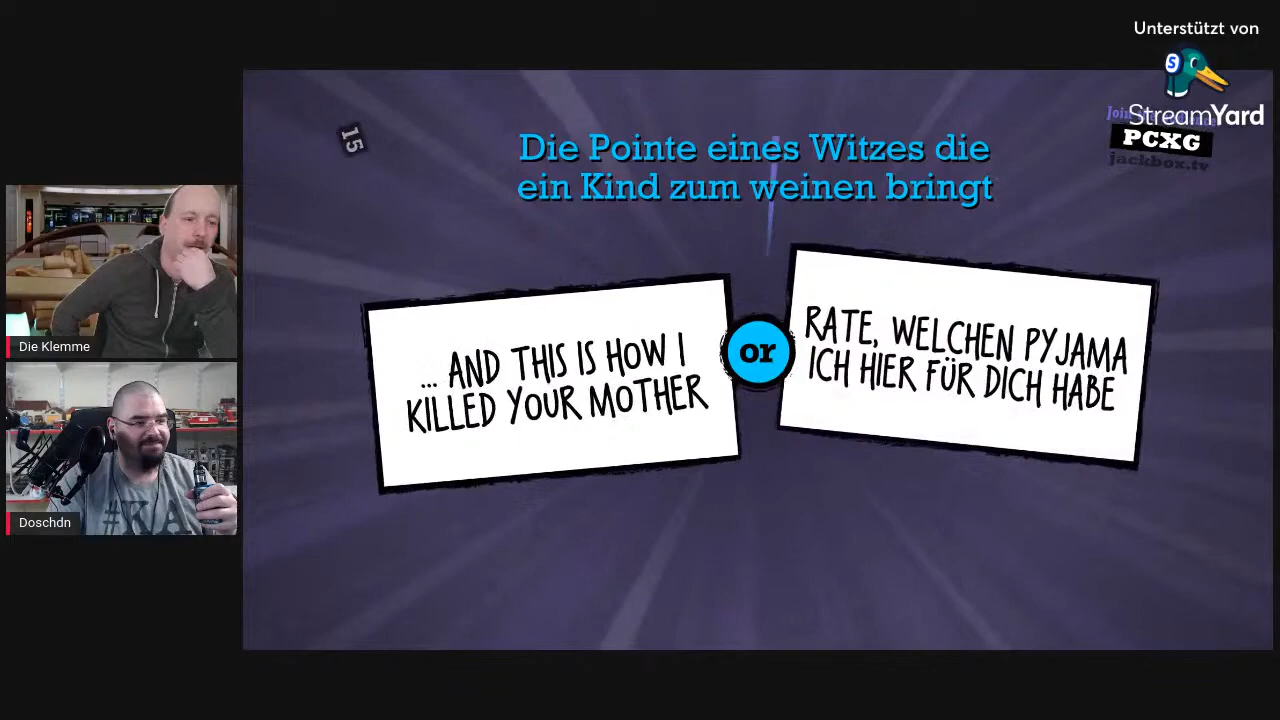 Unterstützt von
StreamYard
PCXG
jackbox.tv
15
Die Pointe eines Witzes die
ein Kind zum weinen bringt
... AND THIS IS HOW I
KILLED YOUR MOTHER
or
RATE, WELCHEN PYJAMA
ICH HIER FÜR DICH HABE
Die Klemme
#KA
Doschdn